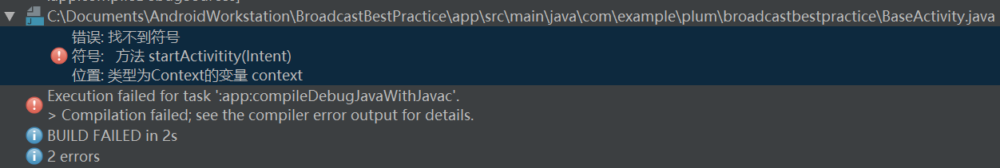 C:\Documents\AndroidWorkstation\BroadcastBestPractice\app\src\main\java\com\example\plum\broadcastbestpractice\BaseActivity.java
错误: 找不到符号
符号:   方法 startActivitity(Intent)
位置: 类型为Context的变量 context
Execution failed for task ':app:compileDebugJavaWithJavac'.
> Compilation failed; see the compiler error output for details.
BUILD FAILED in 2s
2 errors